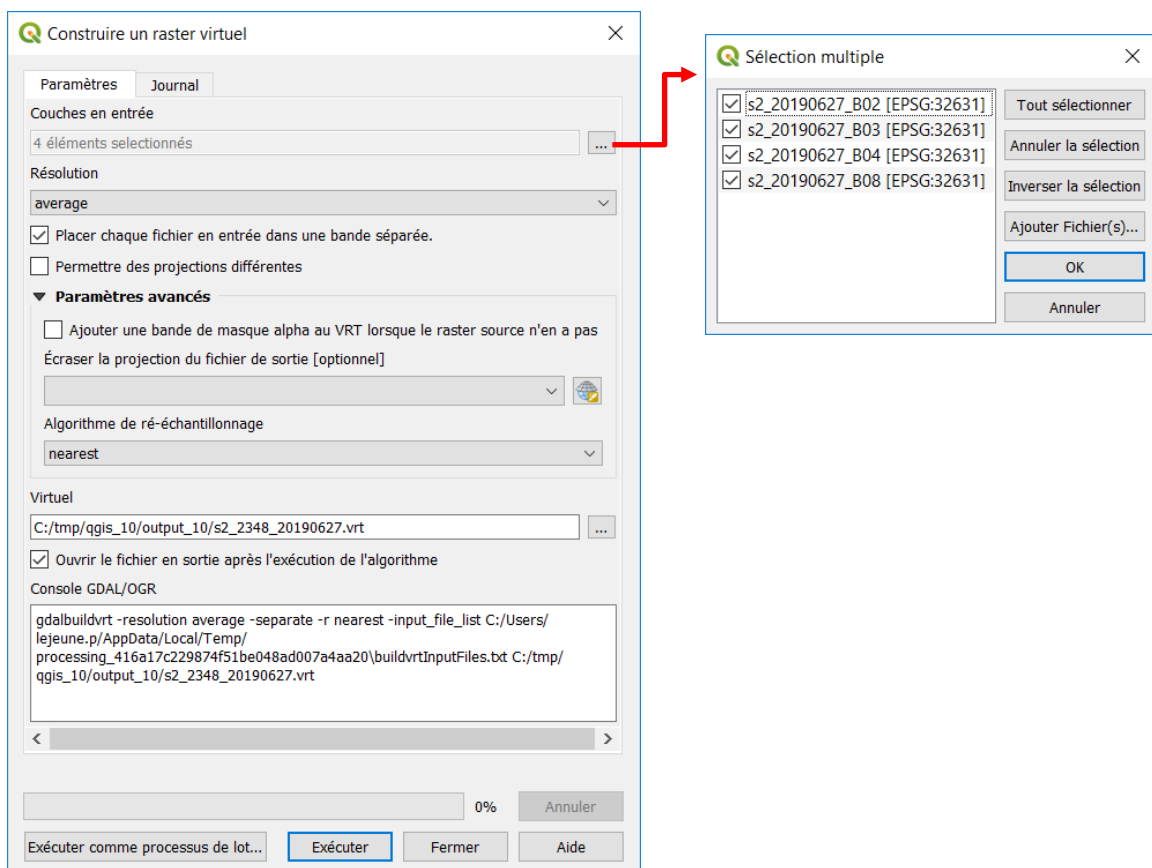 Construire un raster virtuel
Paramètres
Journal
Couches en entrée
4 éléments selectionnés
...
Résolution
average
Placer chaque fichier en entrée dans une bande séparée.
Permettre des projections différentes
Paramètres avancés
Ajouter une bande de masque alpha au VRT lorsque le raster source n'en a pas
Écraser la projection du fichier de sortie [optionnel]
Algorithme de ré-échantillonnage
nearest
Virtuel
C:/tmp/qgis_10/output_10/s2_2348_20190627.vrt
...
Ouvrir le fichier en sortie après l'exécution de l'algorithme
Console GDAL/OGR
gdalbuildvrt -resolution average -separate -r nearest -input_file_list C:/Users/
lejeune.p/AppData/Local/Temp/
processing_416a17c229874f51be048ad007a4aa20\buildvrtInputFiles.txt C:/tmp/
qgis_10/output_10/s2_2348_20190627.vrt
0%
Annuler
Exécuter comme processus de lot...
Exécuter
Fermer
Aide
Sélection multiple
s2_20190627_B02 [EPSG:32631]
s2_20190627_B03 [EPSG:32631]
s2_20190627_B04 [EPSG:32631]
s2_20190627_B08 [EPSG:32631]
Tout sélectionner
Annuler la sélection
Inverser la sélection
Ajouter Fichier(s)...
OK
Annuler